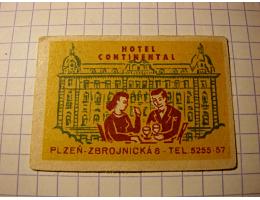 HOTEL
CONTINENTAL
PLZEŇ-ZBROJNICKÁ 8 - TEL. 5255-57